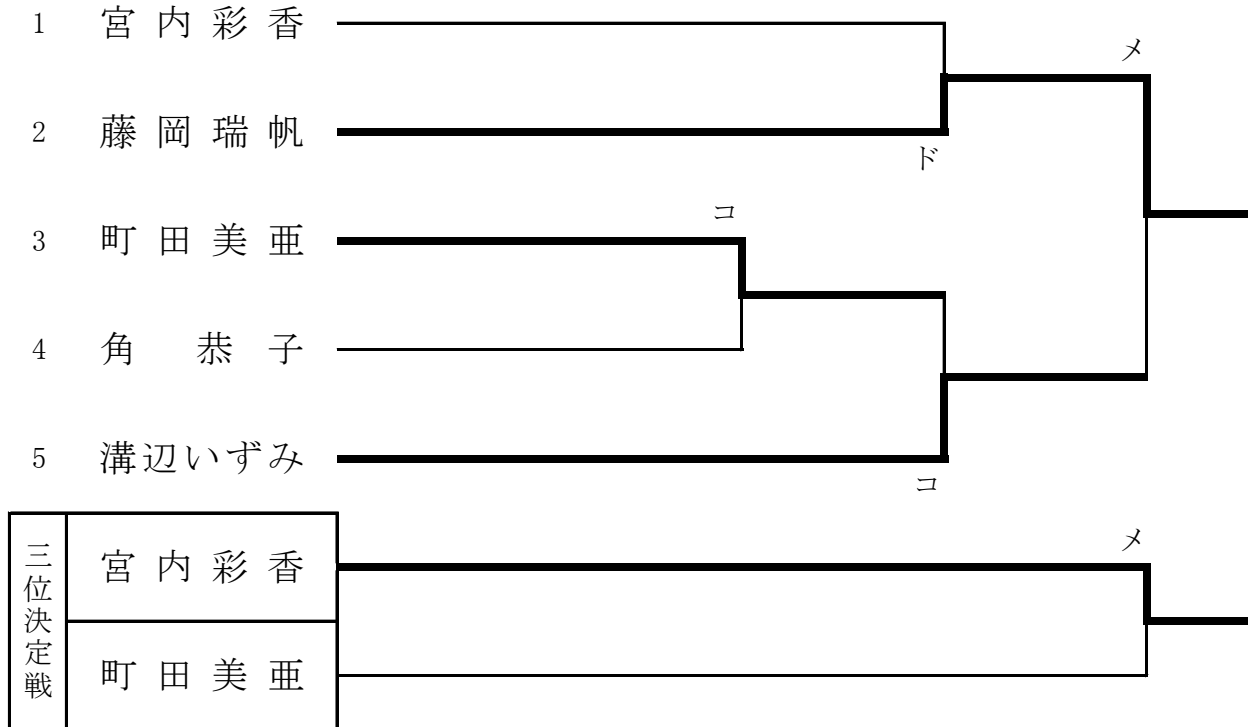 1 宮内彩香
メ
2 藤岡瑞帆
ド
コ
3 町田美亜
4 角恭子
5 溝辺いずみ
コ
三位決定戦
宮内彩香
メ
町田美亜